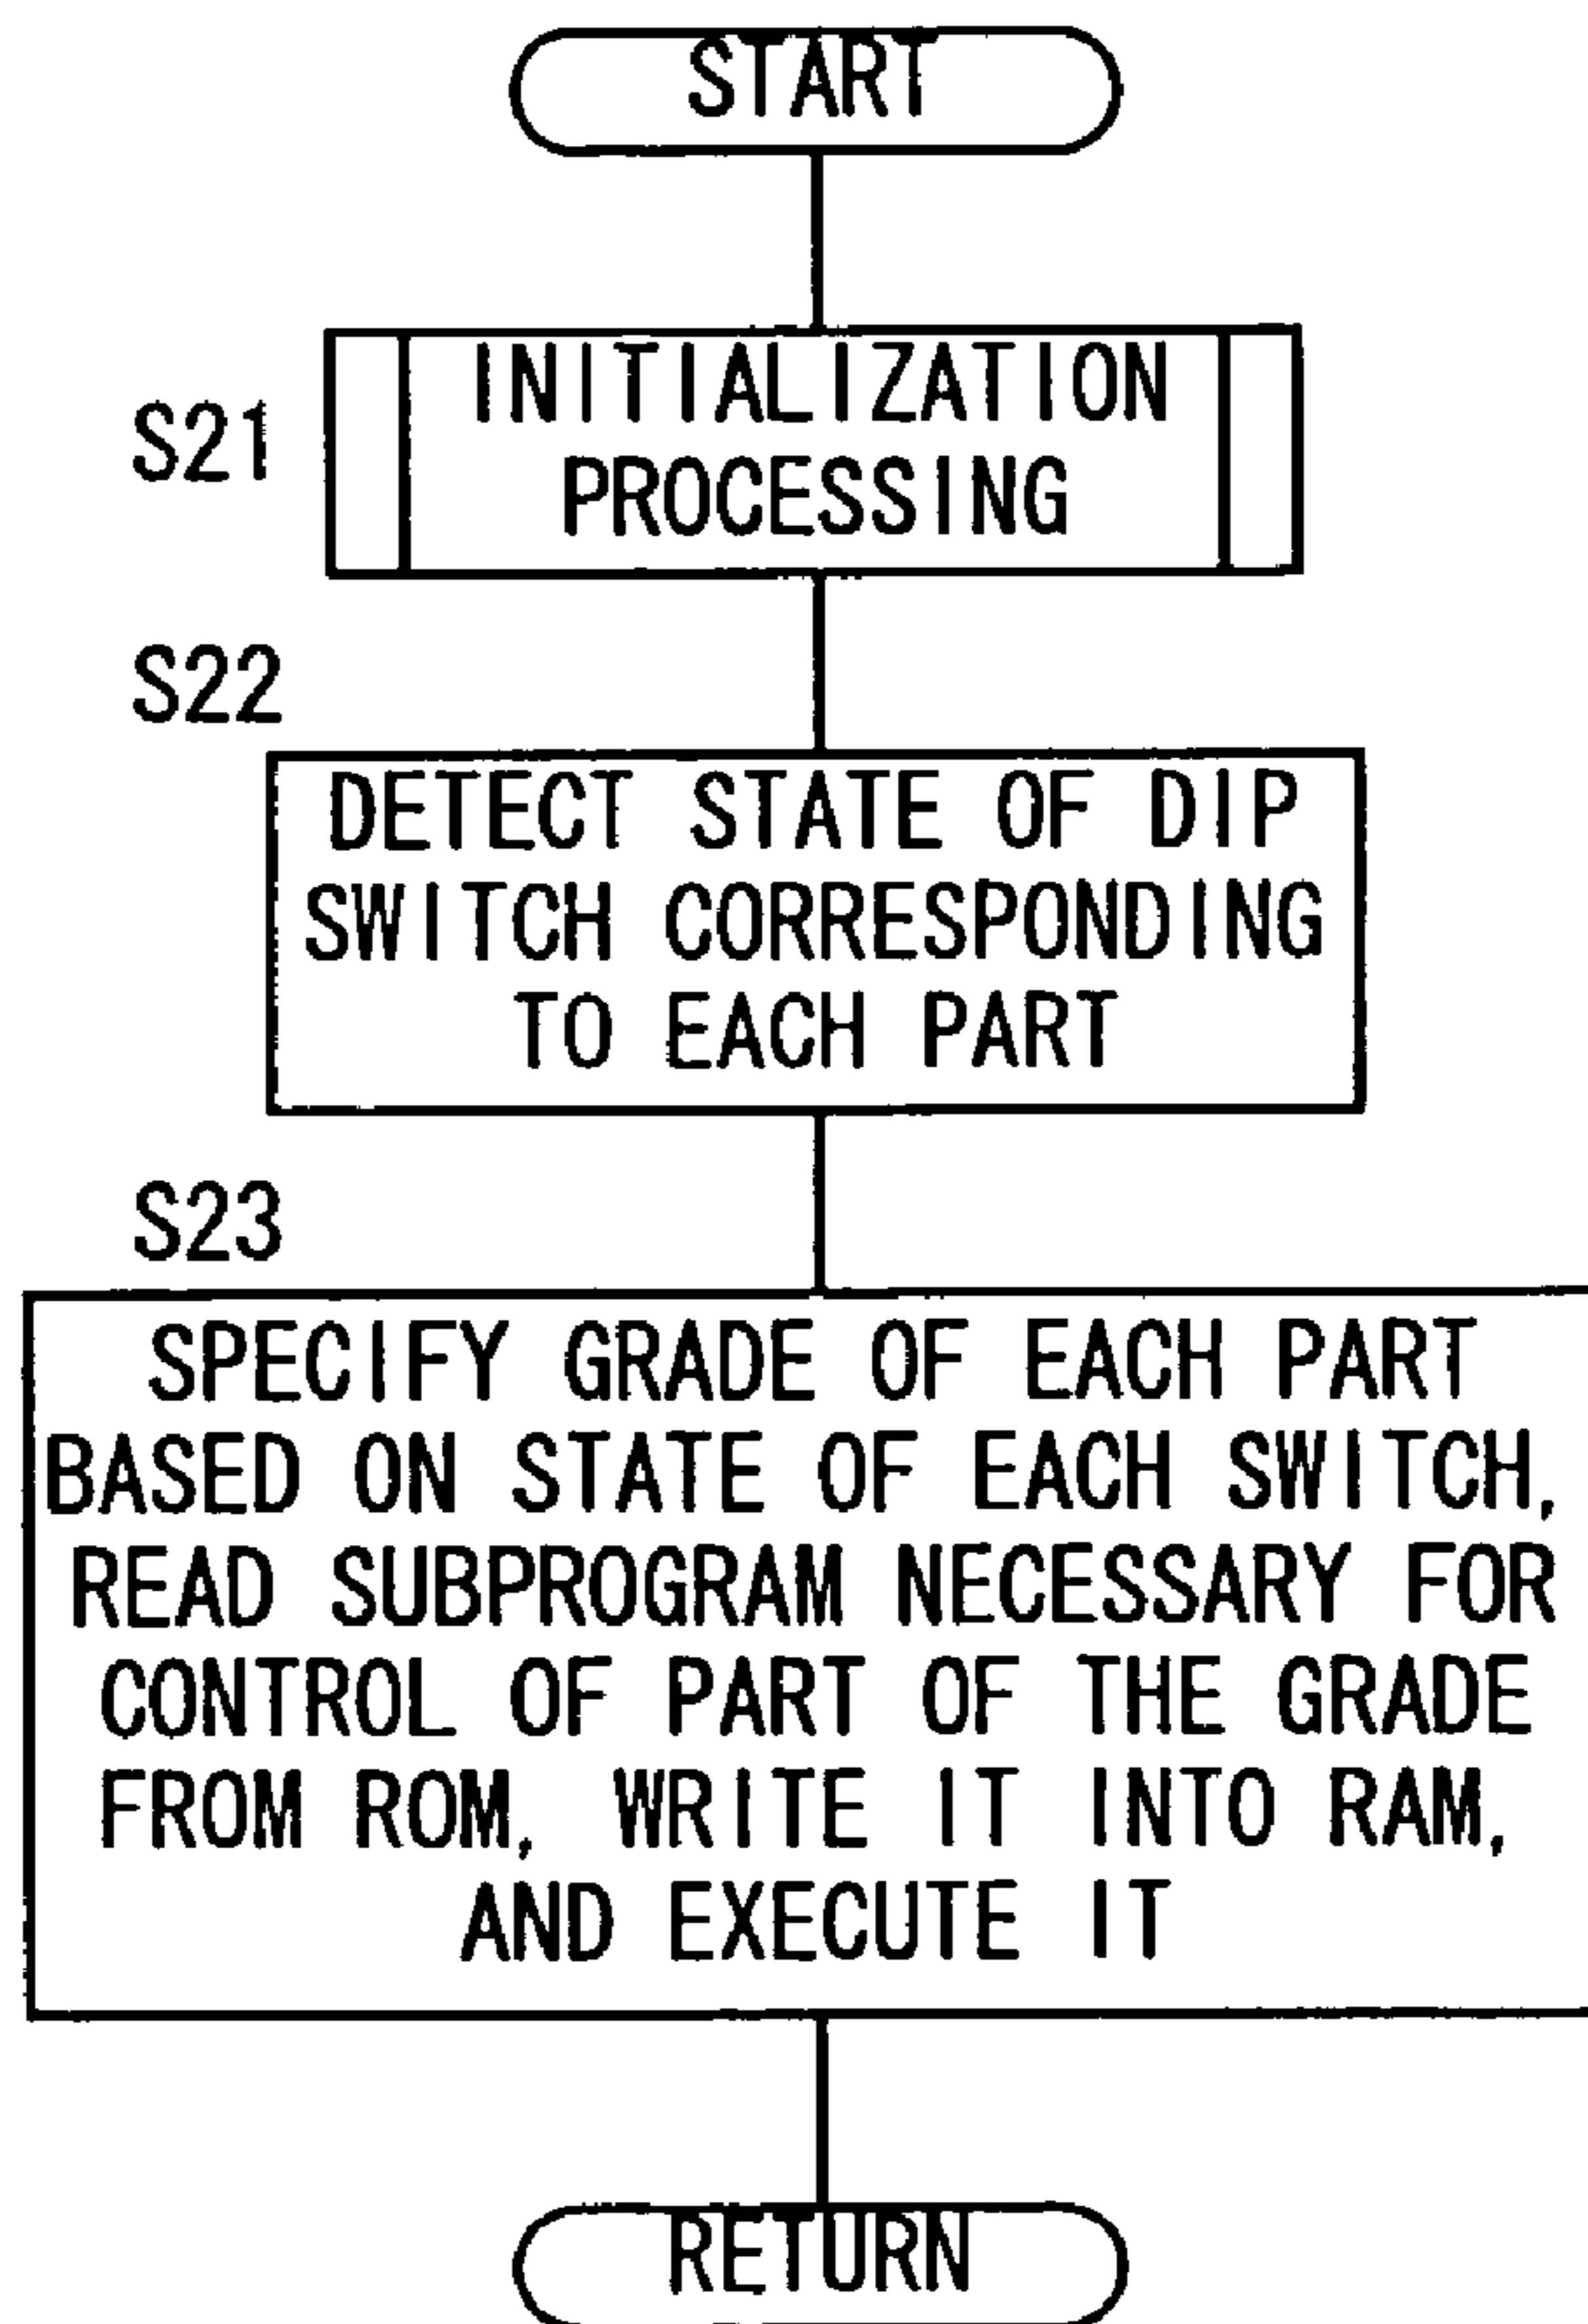 START
S21
INITIALIZATION
PROCESSING
S22
DETECT STATE OF DIP
SWITCH CORRESPONDING
TO EACH PART
S23
SPECIFY GRADE OF EACH PART
BASED ON STATE OF EACH SWITCH,
READ SUBPROGRAM NECESSARY FOR
CONTROL OF PART OF THE GRADE
FROM ROM, WRITE IT INTO RAM,
AND EXECUTE IT
RETURN